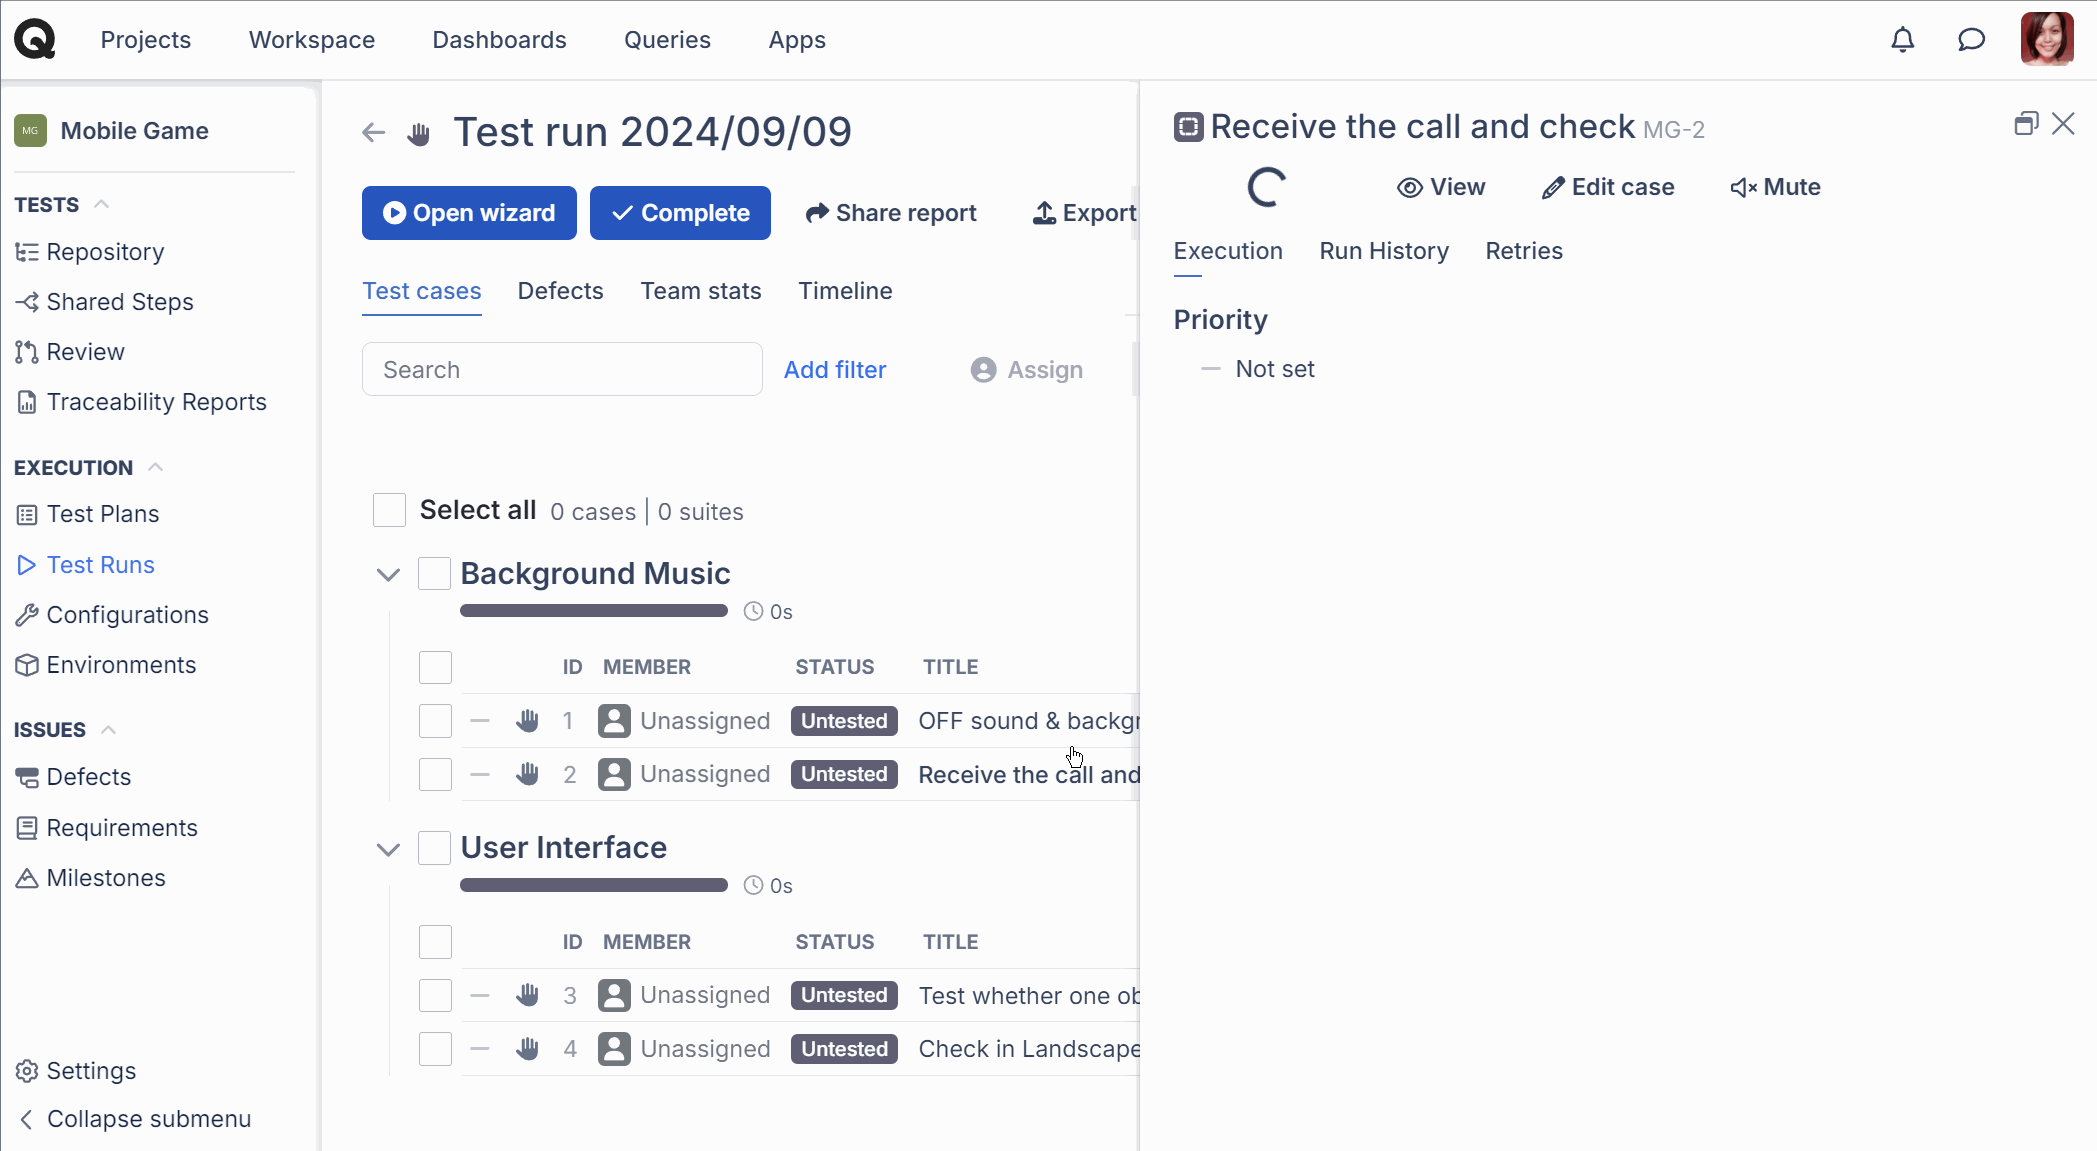 Projects Workspace Dashboards Queries Apps
MG Mobile Game
TESTS
Repository
Shared Steps
Review
Traceability Reports
EXECUTION
Test Plans
Test Runs
Configurations
Environments
ISSUES
Defects
Requirements
Milestones
Settings
Collapse submenu
Test run 2024/09/09
Open wizard Complete Share report Export
Test cases Defects Team stats Timeline
Search Add filter Assign
Select all 0 cases | 0 suites
Background Music
0s
ID MEMBER STATUS TITLE
1 Unassigned Untested OFF sound & backgr
2 Unassigned Untested Receive the call and
User Interface
0s
ID MEMBER STATUS TITLE
3 Unassigned Untested Test whether one ob
4 Unassigned Untested Check in Landscape
Receive the call and check MG-2
View Edit case Mute
Execution Run History Retries
Priority
Not set